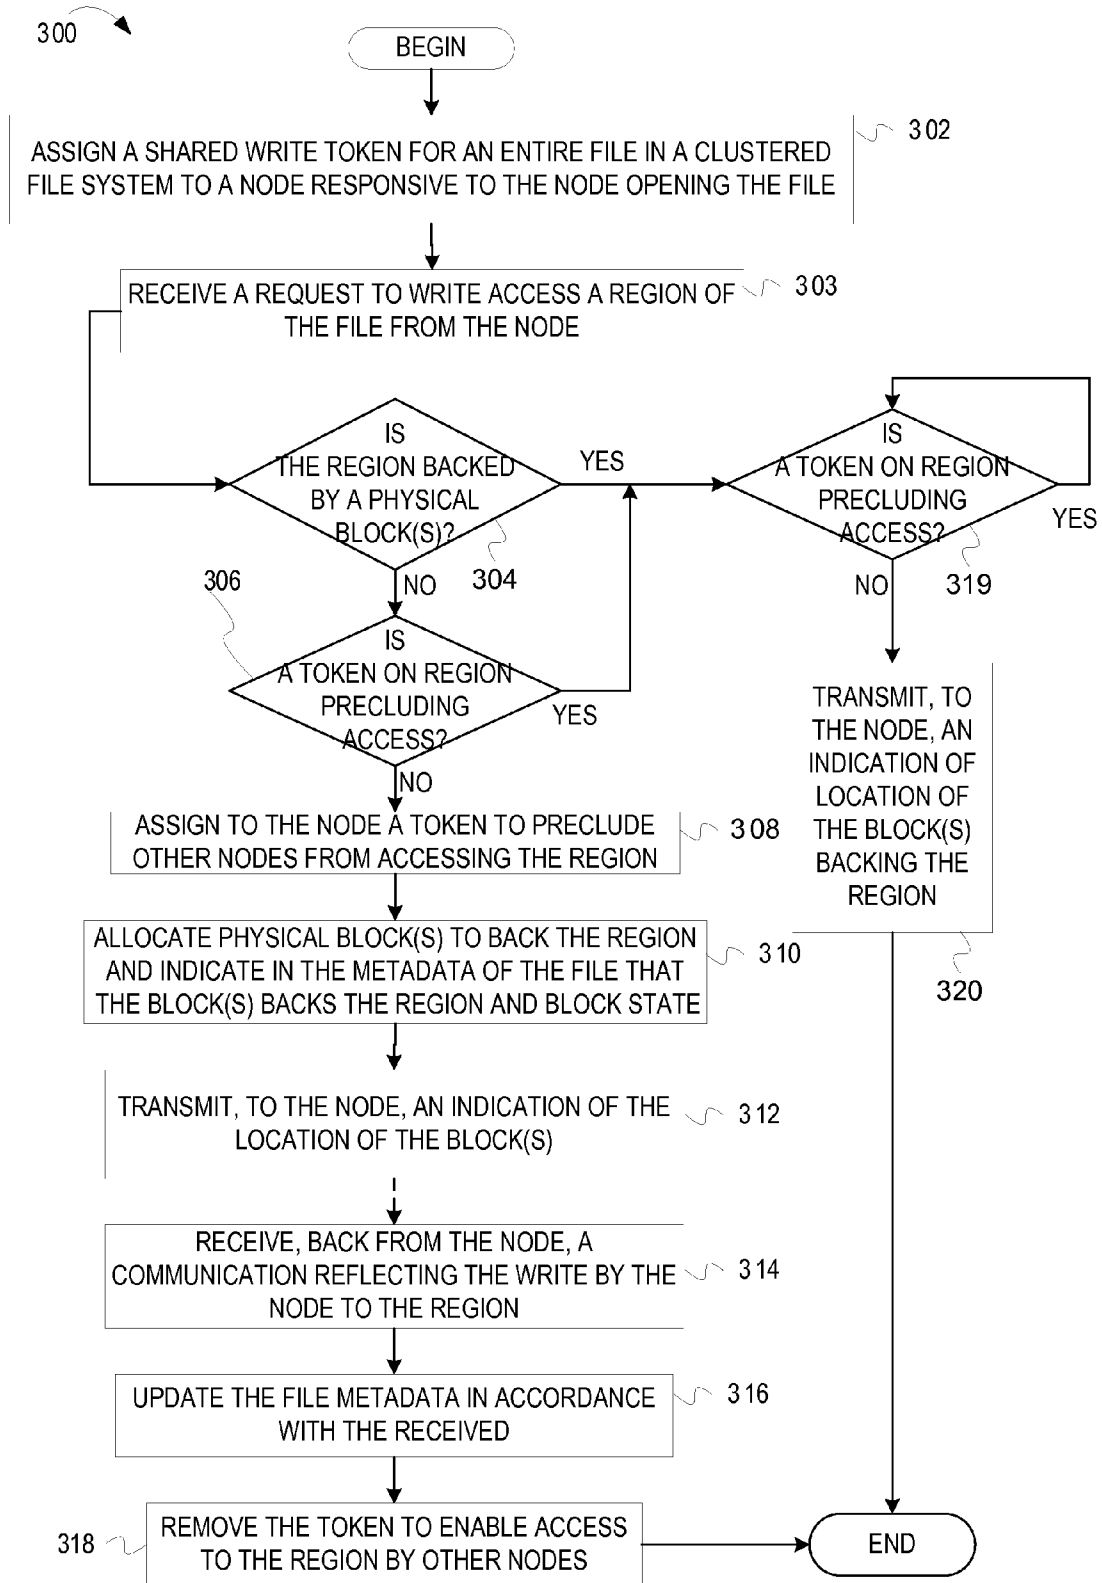 300
BEGIN
ASSIGN A SHARED WRITE TOKEN FOR AN ENTIRE FILE IN A CLUSTERED
FILE SYSTEM TO A NODE RESPONSIVE TO THE NODE OPENING THE FILE
302
RECEIVE A REQUEST TO WRITE ACCESS A REGION OF
THE FILE FROM THE NODE
303
IS
THE REGION BACKED
BY A PHYSICAL
BLOCK(S)?
304
YES
NO
IS
A TOKEN ON REGION
PRECLUDING
ACCESS?
319
YES
NO
306
IS
A TOKEN ON REGION
PRECLUDING
ACCESS?
YES
NO
TRANSMIT, TO
THE NODE, AN
INDICATION OF
LOCATION OF
THE BLOCK(S)
BACKING THE
REGION
320
ASSIGN TO THE NODE A TOKEN TO PRECLUDE
OTHER NODES FROM ACCESSING THE REGION
308
ALLOCATE PHYSICAL BLOCK(S) TO BACK THE REGION
AND INDICATE IN THE METADATA OF THE FILE THAT
THE BLOCK(S) BACKS THE REGION AND BLOCK STATE
310
TRANSMIT, TO THE NODE, AN INDICATION OF THE
LOCATION OF THE BLOCK(S)
312
RECEIVE, BACK FROM THE NODE, A
COMMUNICATION REFLECTING THE WRITE BY THE
NODE TO THE REGION
314
UPDATE THE FILE METADATA IN ACCORDANCE
WITH THE RECEIVED
316
REMOVE THE TOKEN TO ENABLE ACCESS
TO THE REGION BY OTHER NODES
318
END